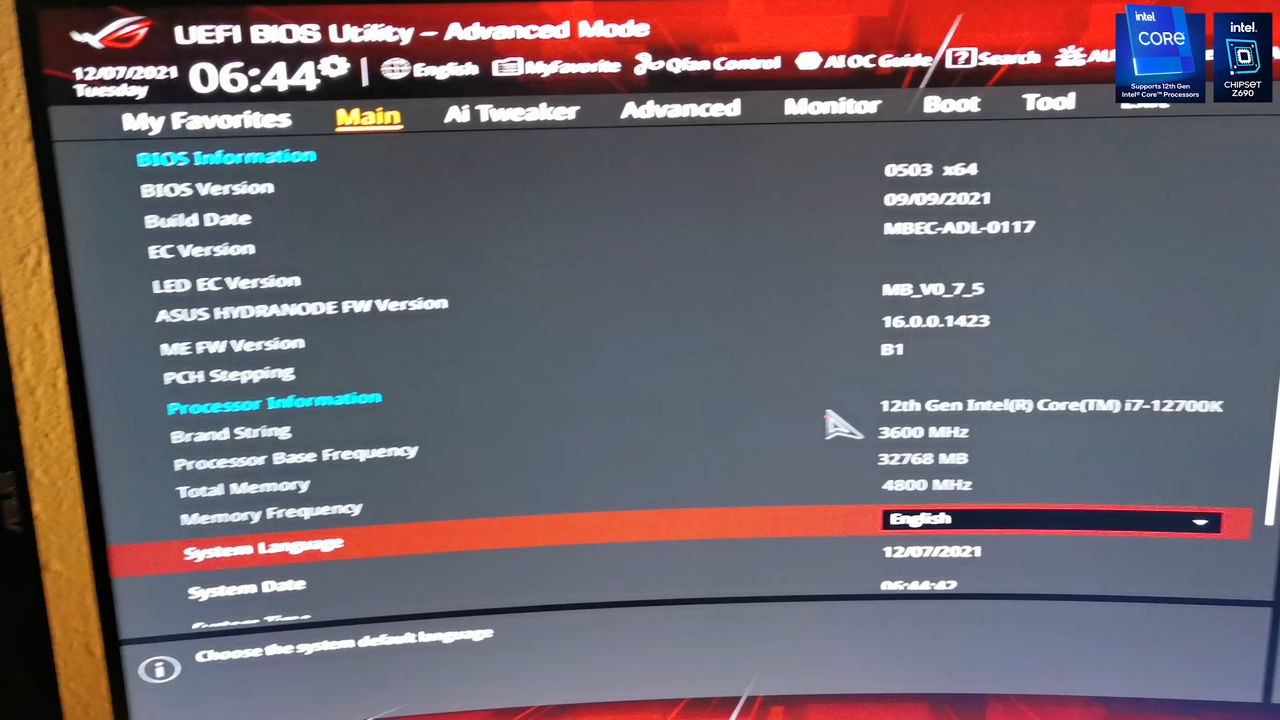 UEFI BIOS Utility – Advanced Mode
12/07/2021
Tuesday
06:44
English
MyFavorite
Qfan Control
AI OC Guide
Search
My Favorites
Main
Ai Tweaker
Advanced
Monitor
Boot
Tool
BIOS Information
BIOS Version 0503 x64
Build Date 09/09/2021
EC Version MBEC-ADL-0117
LED EC Version
ASUS HYDRANODE FW Version MB_V0_7_5
ME FW Version 16.0.0.1423
PCH Stepping B1
Processor Information
Brand String 12th Gen Intel(R) Core(TM) i7-12700K
Processor Base Frequency 3600 MHz
Total Memory 32768 MB
Memory Frequency 4800 MHz
System Language English
System Date 12/07/2021
System Time 06:44:42
Choose the system default language
intel
CORE
Supports 12th Gen
Intel® Core™ Processors
intel.
CHIPSET
Z690